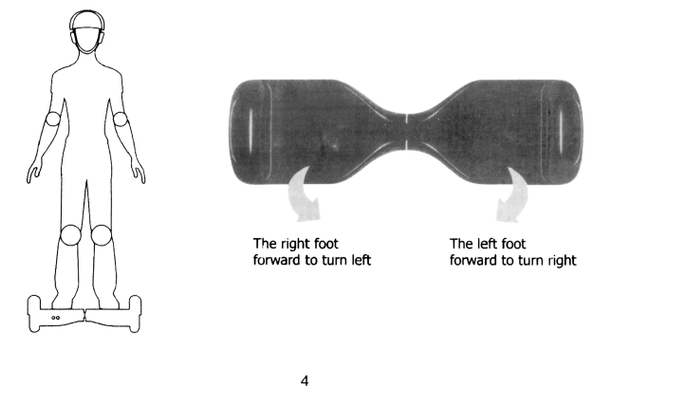 The right foot
forward to turn left
The left foot
forward to turn right
4